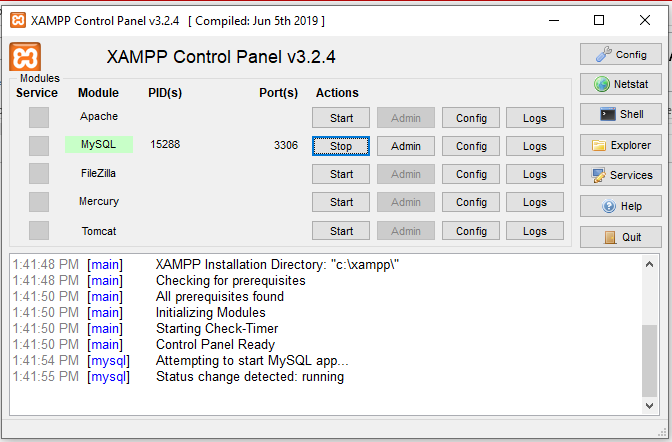 XAMPP Control Panel v3.2.4 [ Compiled: Jun 5th 2019 ]
XAMPP Control Panel v3.2.4
Config
Modules
Service Module PID(s) Port(s) Actions
Netstat
Apache Start Admin Config Logs
Shell
MySQL 15288 3306 Stop Admin Config Logs
Explorer
FileZilla Start Admin Config Logs
Services
Mercury Start Admin Config Logs
Help
Tomcat Start Admin Config Logs
Quit
1:41:48 PM [main] XAMPP Installation Directory: "c:\xampp\"
1:41:48 PM [main] Checking for prerequisites
1:41:50 PM [main] All prerequisites found
1:41:50 PM [main] Initializing Modules
1:41:50 PM [main] Starting Check-Timer
1:41:50 PM [main] Control Panel Ready
1:41:54 PM [mysql] Attempting to start MySQL app...
1:41:55 PM [mysql] Status change detected: running